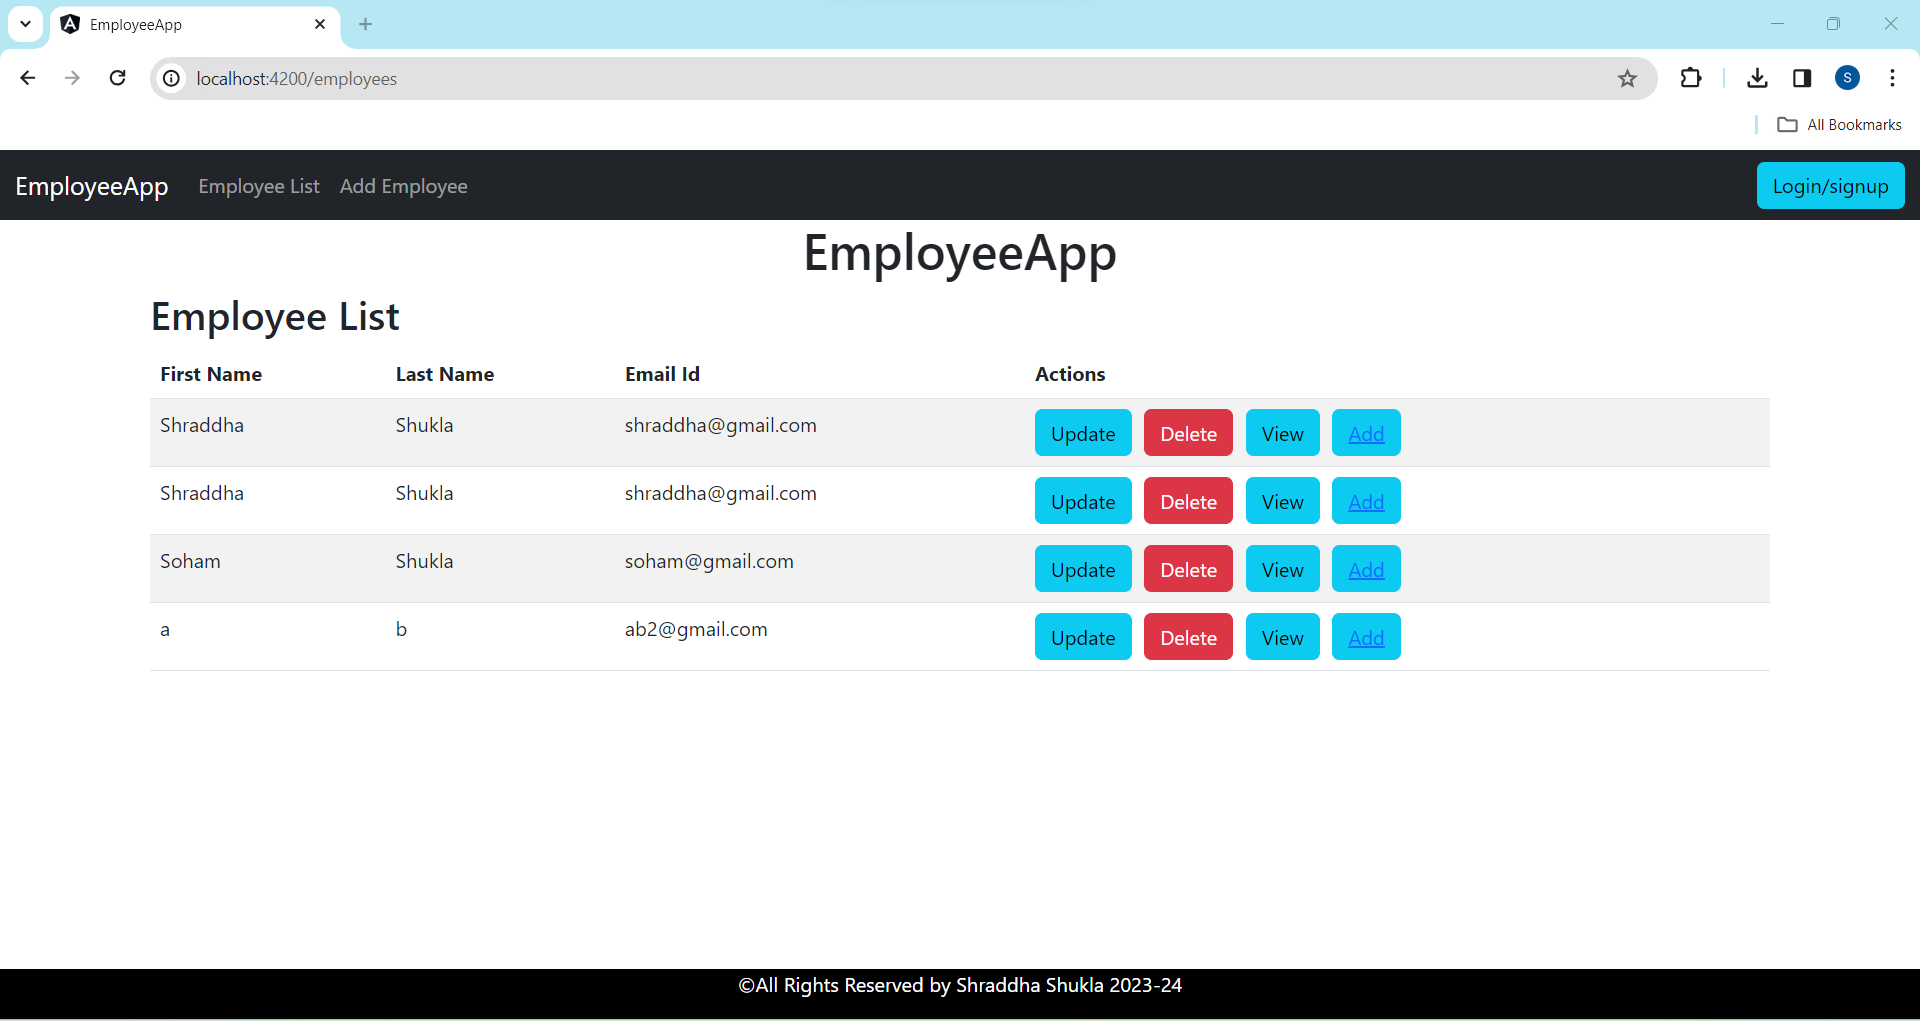 EmployeeApp
localhost:4200/employees
S
All Bookmarks
EmployeeApp Employee List Add Employee Login/signup
EmployeeApp
Employee List
First Name Last Name Email Id Actions
Shraddha Shukla shraddha@gmail.com Update Delete View Add
Shraddha Shukla shraddha@gmail.com Update Delete View Add
Soham Shukla soham@gmail.com Update Delete View Add
a b ab2@gmail.com Update Delete View Add
©All Rights Reserved by Shraddha Shukla 2023-24